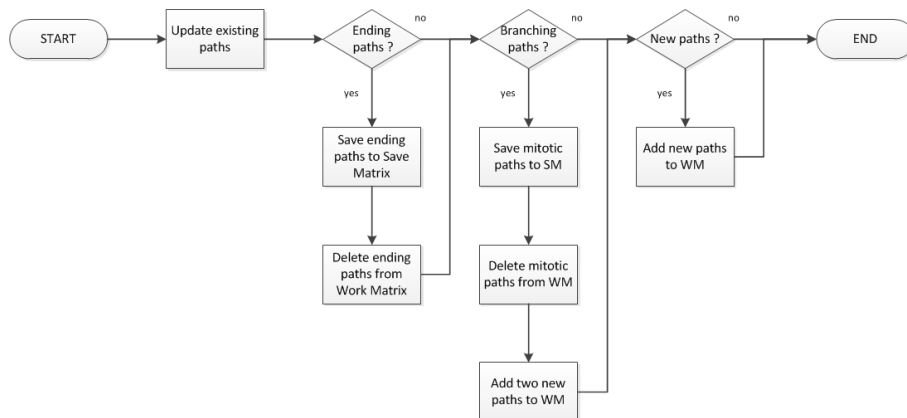 START
Update existing
paths
Ending
paths ?
no
yes
Save ending
paths to Save
Matrix
Delete ending
paths from
Work Matrix
Branching
paths ?
no
yes
Save mitotic
paths to SM
Delete mitotic
paths from WM
Add two new
paths to WM
New paths ?
no
yes
Add new paths
to WM
END